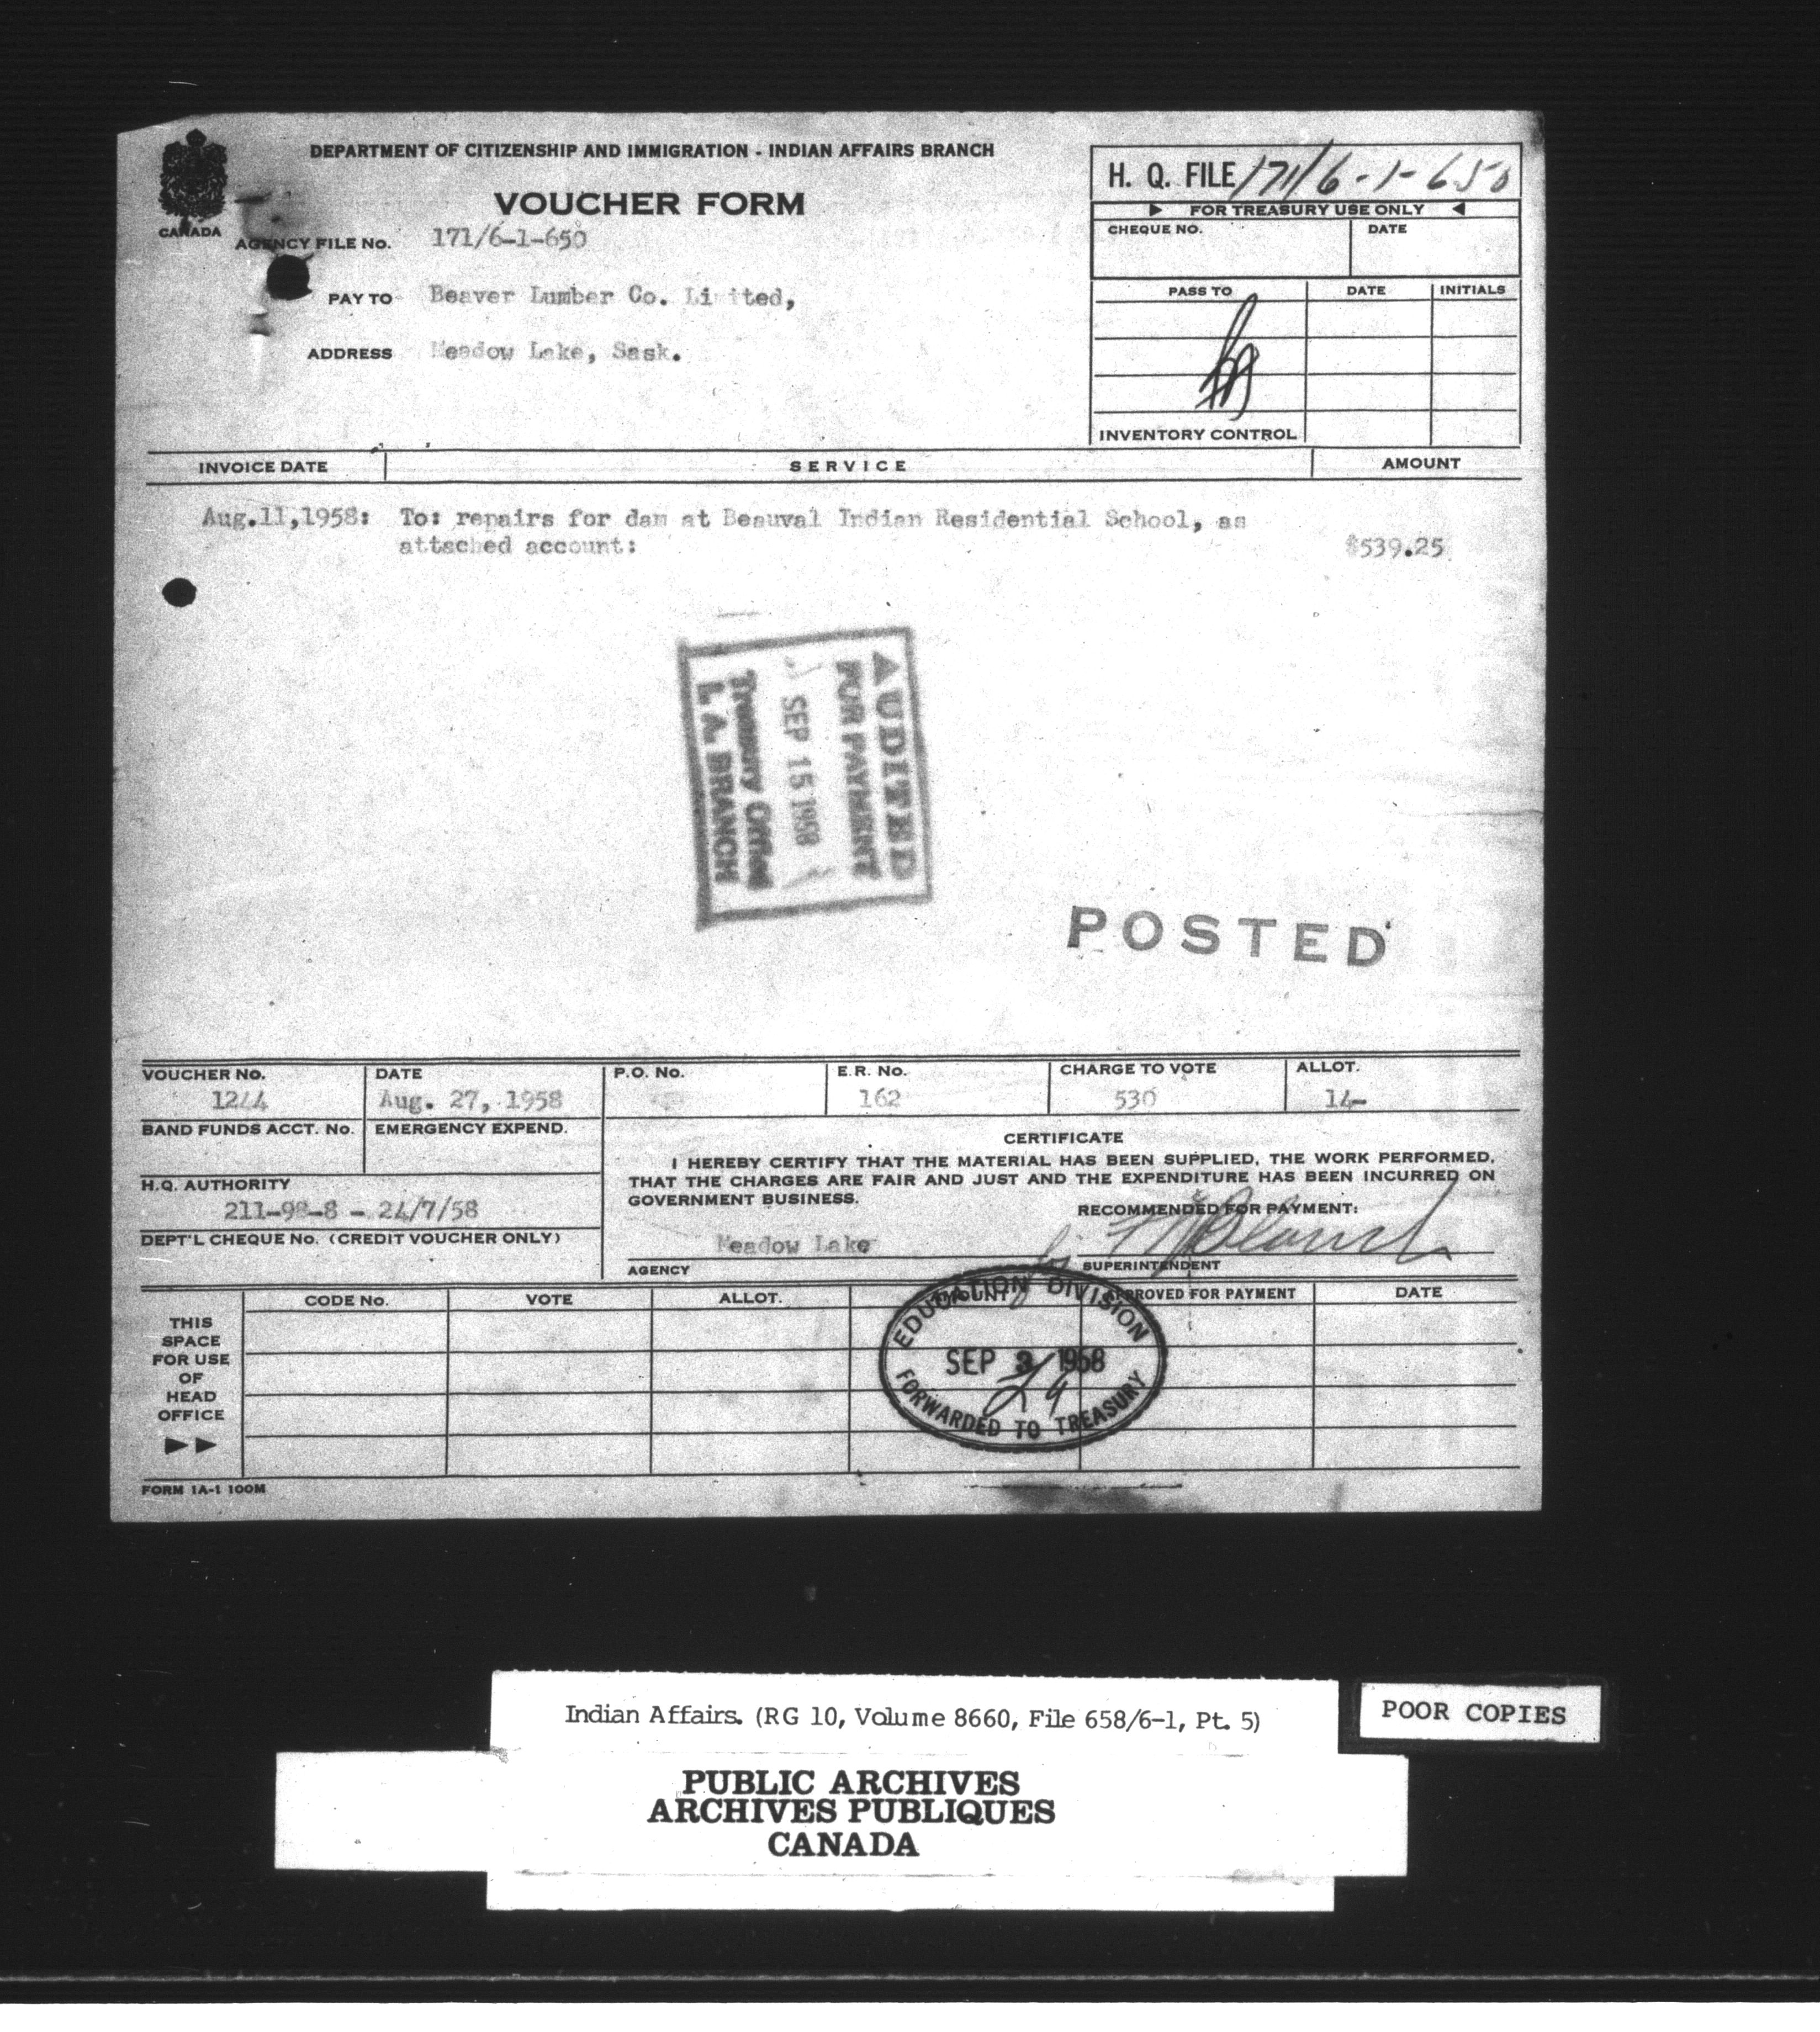 DEPARTMENT OF CITIZENSHIP AND IMMIGRATION - INDIAN AFFAIRS BRANCH
VOUCHER FORM
CANADA
AGENCY FILE No. 171/6-1-650
PAY TO Beaver Lumber Co. Li ited,
ADDRESS Meadow Lake, Sask.
H. Q. FILE 171/6-1-650
FOR TREASURY USE ONLY
CHEQUE NO. DATE
PASS TO DATE INITIALS
INVENTORY CONTROL
INVOICE DATE SERVICE AMOUNT
Aug.11,1958: To: repairs for dam at Beauval Indian Residential School, as
attached account: $539.25
AUDITED
FOR PAYMENT
SEP 15 1958
Treasury Office
I. A. BRANCH
POSTED
VOUCHER No. DATE P.O. No. E.R. No. CHARGE TO VOTE ALLOT.
1244 Aug. 27, 1958 162 530 14-
BAND FUNDS ACCT. No. EMERGENCY EXPEND.
CERTIFICATE
I HEREBY CERTIFY THAT THE MATERIAL HAS BEEN SUPPLIED, THE WORK PERFORMED,
THAT THE CHARGES ARE FAIR AND JUST AND THE EXPENDITURE HAS BEEN INCURRED ON
GOVERNMENT BUSINESS.
H.Q. AUTHORITY
211-98-8 - 24/7/58
RECOMMENDED FOR PAYMENT:
DEPT'L CHEQUE No. (CREDIT VOUCHER ONLY)
Meadow Lake
AGENCY SUPERINTENDENT
THIS
SPACE
FOR USE
OF
HEAD
OFFICE
CODE No. VOTE ALLOT. AMOUNT APPROVED FOR PAYMENT DATE
EDUCATION DIVISION
SEP 3 1958
FORWARDED TO TREASURY
FORM 1A-1 100M
Indian Affairs. (RG 10, Volume 8660, File 658/6-1, Pt. 5)
POOR COPIES
PUBLIC ARCHIVES
ARCHIVES PUBLIQUES
CANADA